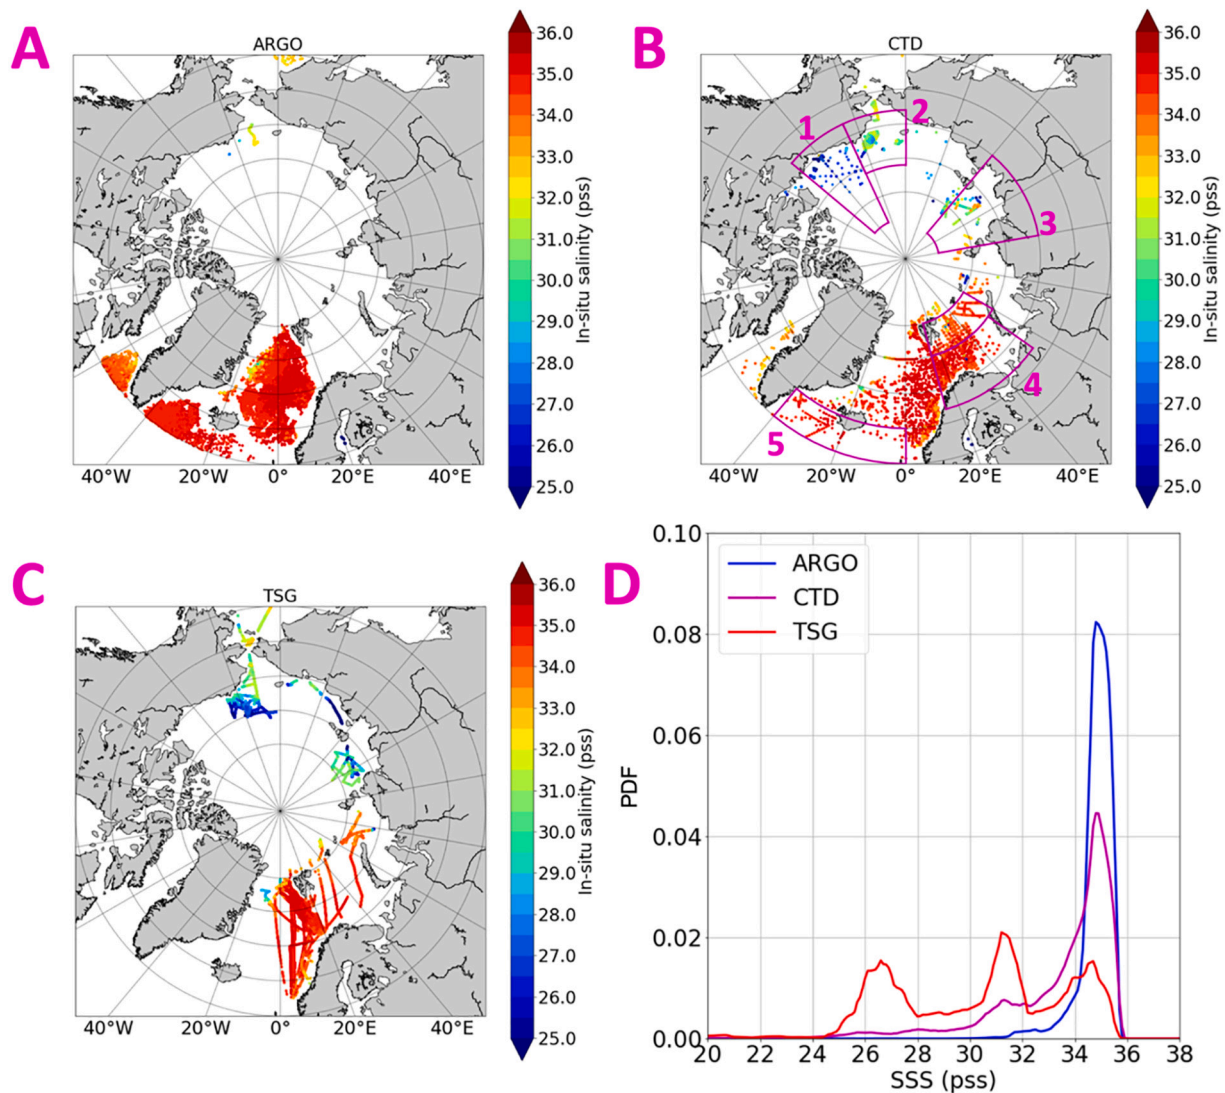 A
ARGO
36.0
35.0
34.0
33.0
32.0
31.0
30.0
29.0
28.0
27.0
26.0
25.0
In-situ salinity (pss)
40°W 20°W 0° 20°E 40°E
B
CTD
1
2
3
4
5
36.0
35.0
34.0
33.0
32.0
31.0
30.0
29.0
28.0
27.0
26.0
25.0
In-situ salinity (pss)
40°W 20°W 0° 20°E 40°E
C
TSG
36.0
35.0
34.0
33.0
32.0
31.0
30.0
29.0
28.0
27.0
26.0
25.0
In-situ salinity (pss)
40°W 20°W 0° 20°E 40°E
D
0.10
0.08
0.06
0.04
0.02
0.00
PDF
ARGO
CTD
TSG
20 22 24 26 28 30 32 34 36 38
SSS (pss)